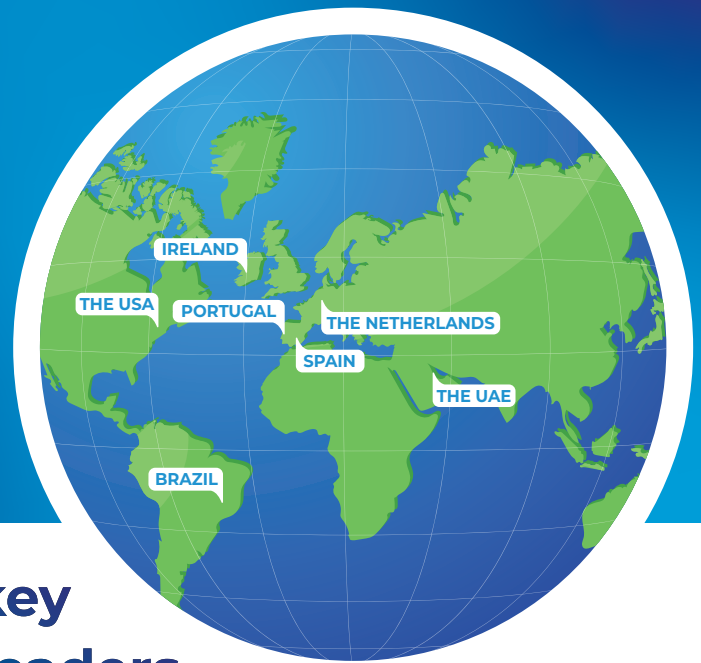 IRELAND
THE USA
PORTUGAL
THE NETHERLANDS
SPAIN
THE UAE
BRAZIL
key